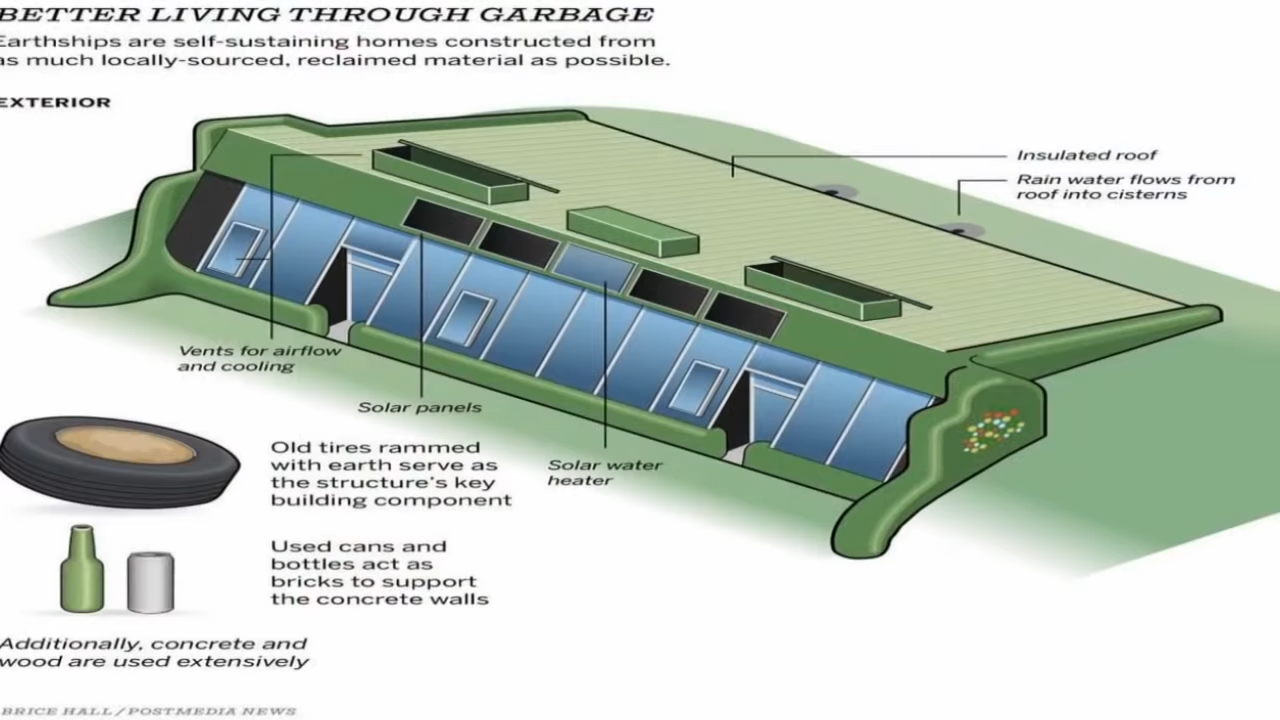 BETTER LIVING THROUGH GARBAGE
Earthships are self-sustaining homes constructed from
as much locally-sourced, reclaimed material as possible.
EXTERIOR
Insulated roof
Rain water flows from
roof into cisterns
Vents for airflow
and cooling
Solar panels
Solar water
heater
Old tires rammed
with earth serve as
the structure's key
building component
Used cans and
bottles act as
bricks to support
the concrete walls
Additionally, concrete and
wood are used extensively
BRICE HALL/POSTMEDIA NEWS